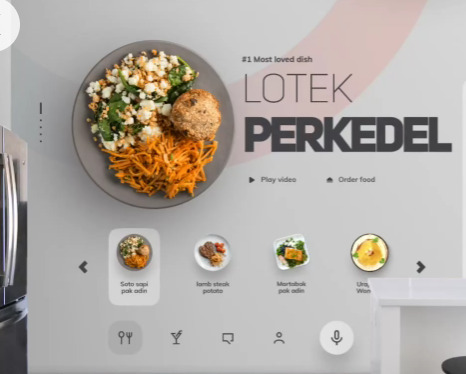 #1 Most loved dish
LOTEK
PERKEDEL
Play video
Order food
Soto sapi
pak adin
lamb steak
potato
Martabak
pak adin